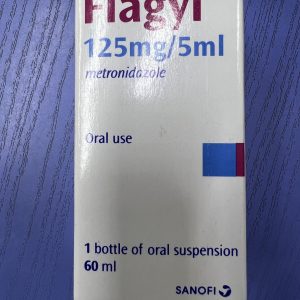 Flagyl
125mg/5ml
metronidazole
Oral use
1 bottle of oral suspension
60 ml
SANOFI